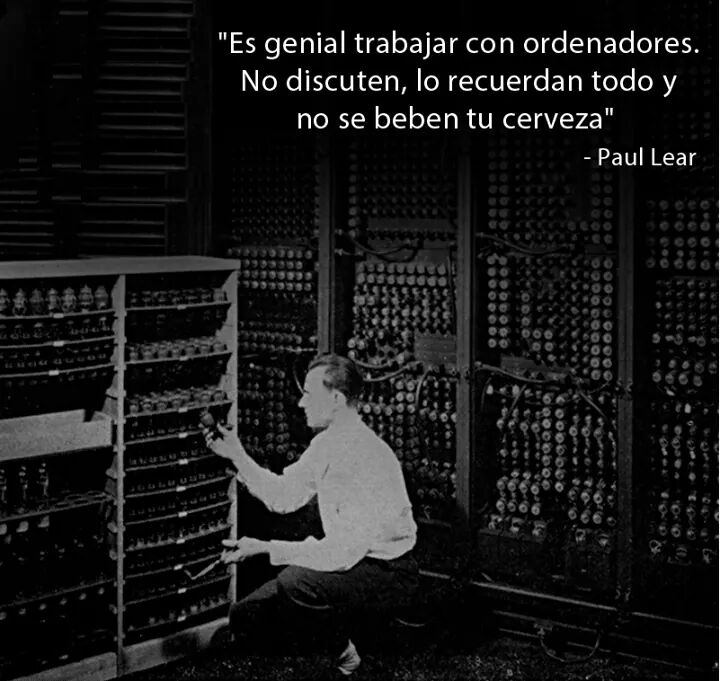 "Es genial trabajar con ordenadores.
No discuten, lo recuerdan todo y
no se beben tu cerveza"
- Paul Lear